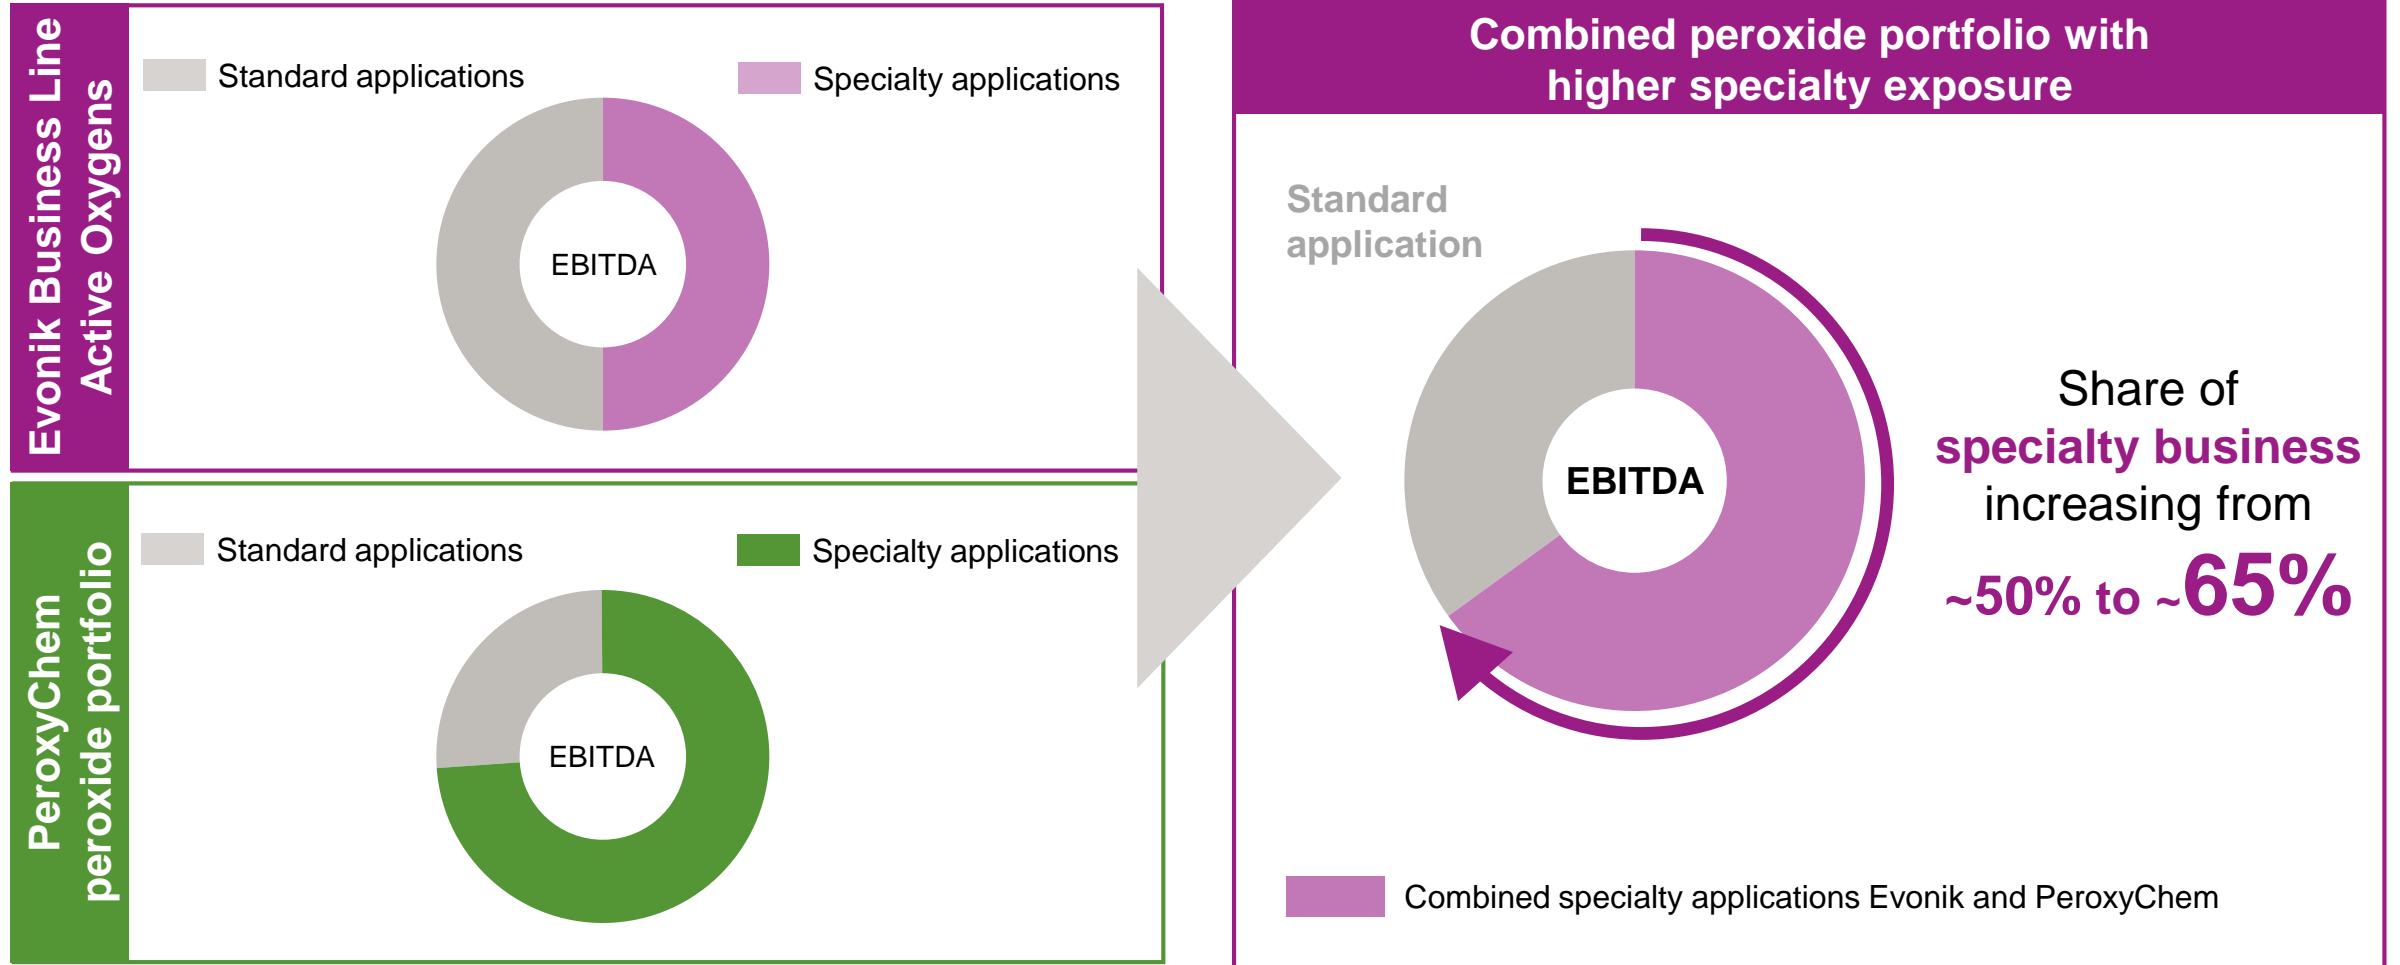 Evonik Business Line
Active Oxygens
Standard applications
Specialty applications
EBITDA
PeroxyChem
peroxide portfolio
Standard applications
Specialty applications
EBITDA
Combined peroxide portfolio with
higher specialty exposure
Standard
application
EBITDA
Share of
specialty business
increasing from
~50% to ~65%
Combined specialty applications Evonik and PeroxyChem